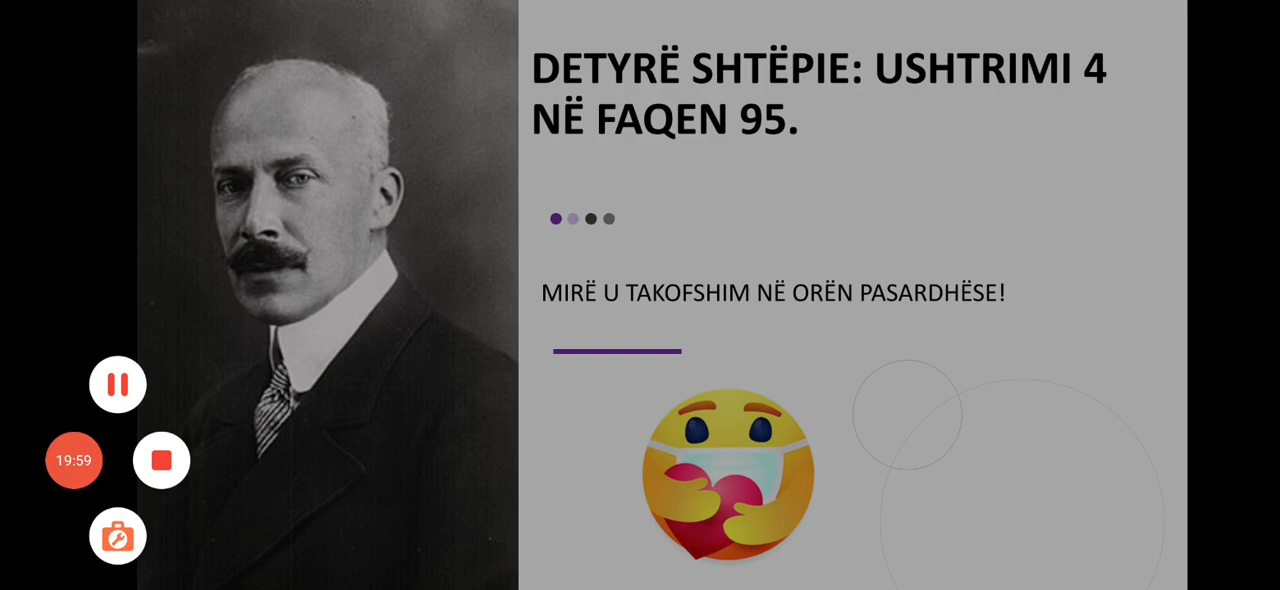 DETYRË SHTËPIE: USHTRIMI 4
NË FAQEN 95.
MIRË U TAKOFSHIM NË ORËN PASARDHËSE!
19:59